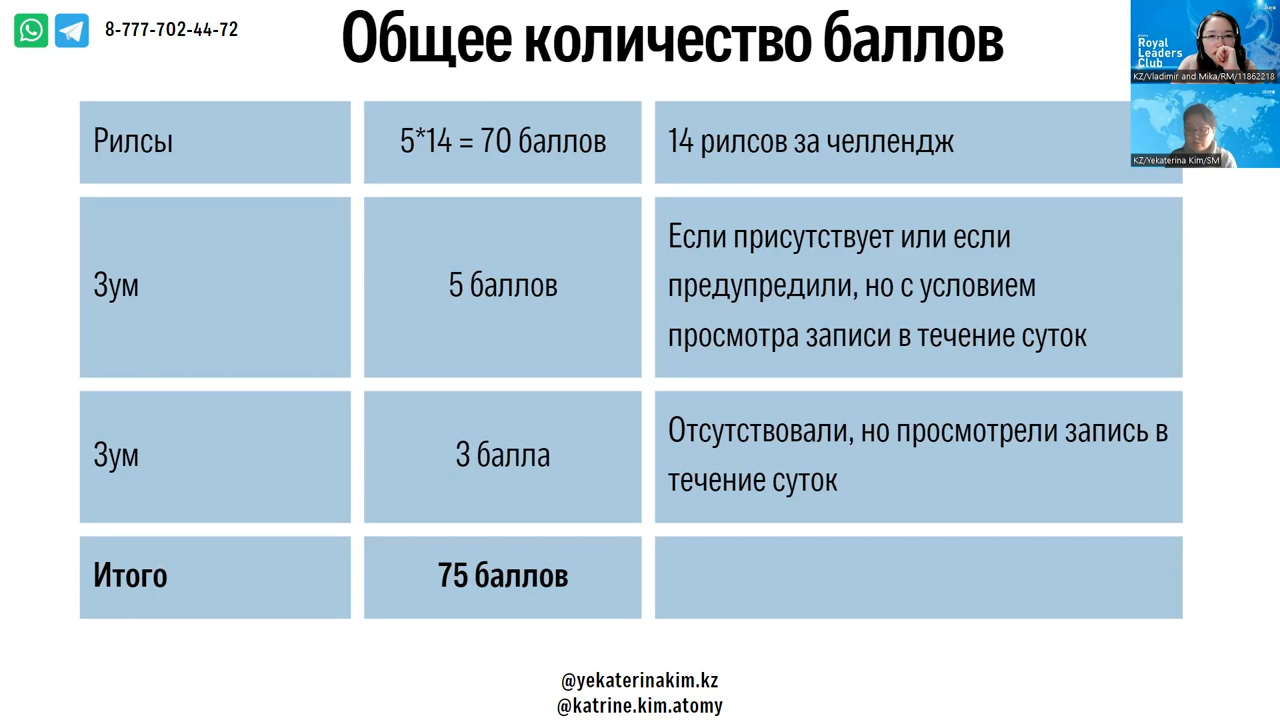 8-777-702-44-72
Общее количество баллов
Рилсы
5*14 = 70 баллов
14 рилсов за челлендж
Зум
5 баллов
Если присутствует или если
предупредили, но с условием
просмотра записи в течение суток
Зум
3 балла
Отсутствовали, но просмотрели запись в
течение суток
Итого
75 баллов
@yekaterinakim.kz
@katrine.kim.atomy
Royal
Leaders
Club
KZ/Vladimir and Mika/RM/11862218
KZ/Yekaterina Kim/SM